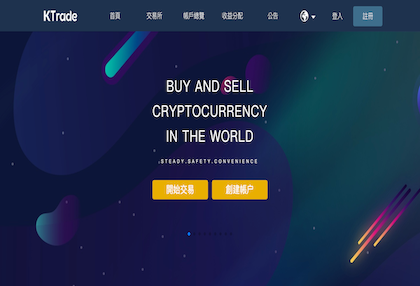 KTrade 首頁 交易所 帳戶總覽 收益分配 公告 登入 註冊
BUY AND SELL
CRYPTOCURRENCY
IN THE WORLD
.STEADY.SAFETY.CONVENIENCE
開始交易 創建帳户